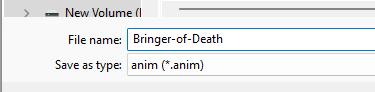 New Volume (I
File name: Bringer-of-Death
Save as type: anim (*.anim)